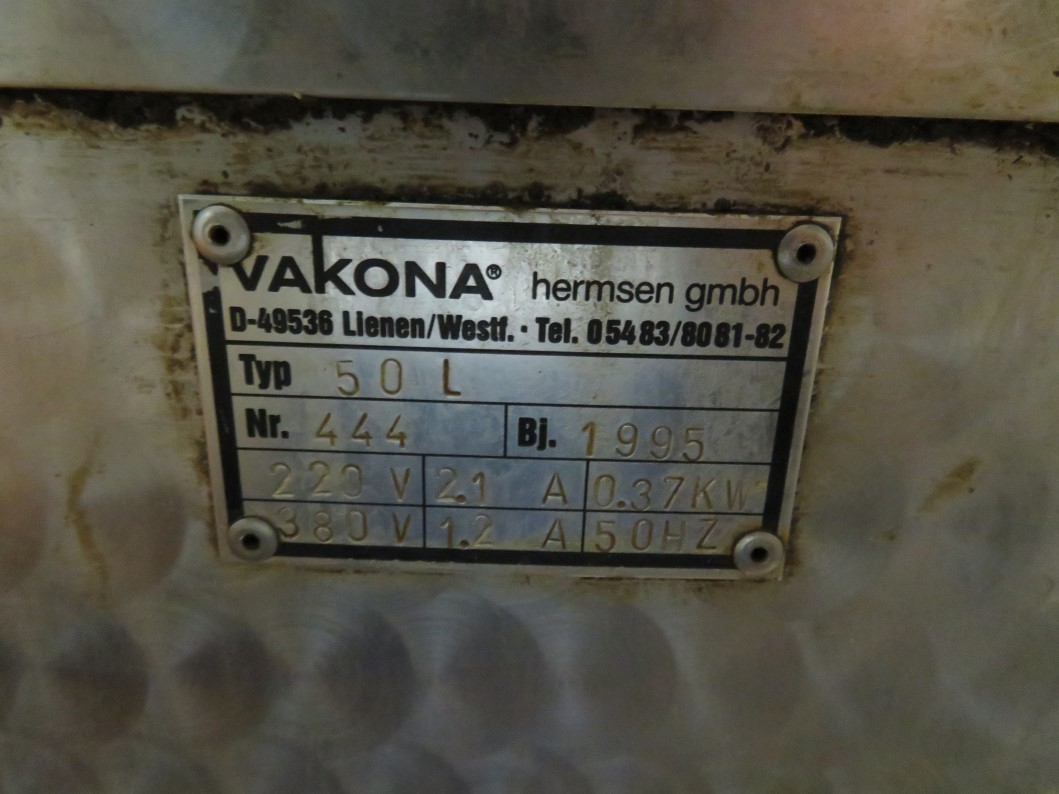 VAKONA® hermsen gmbh
D-49536 Lienen/Westf. · Tel. 05483/8081-82
Typ 50 L
Nr. 444 Bj. 1995
220 V 2.1 A 0.37KW
380V 1.2 A 50HZ